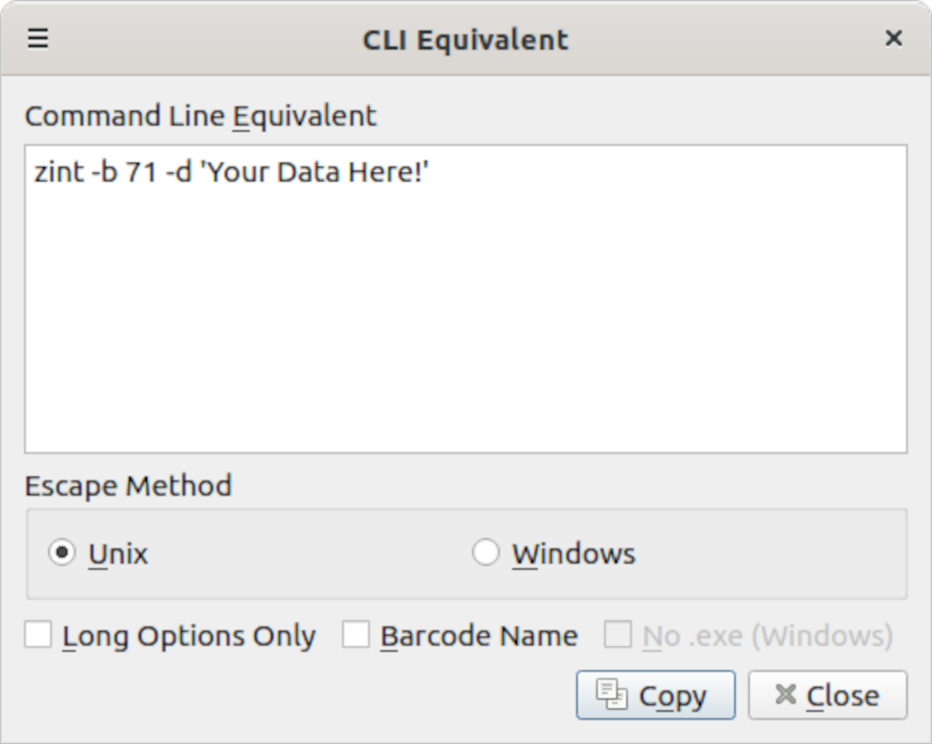 CLI Equivalent
Command Line Equivalent
zint -b 71 -d 'Your Data Here!'
Escape Method
Unix Windows
Long Options Only Barcode Name No .exe (Windows)
Copy Close